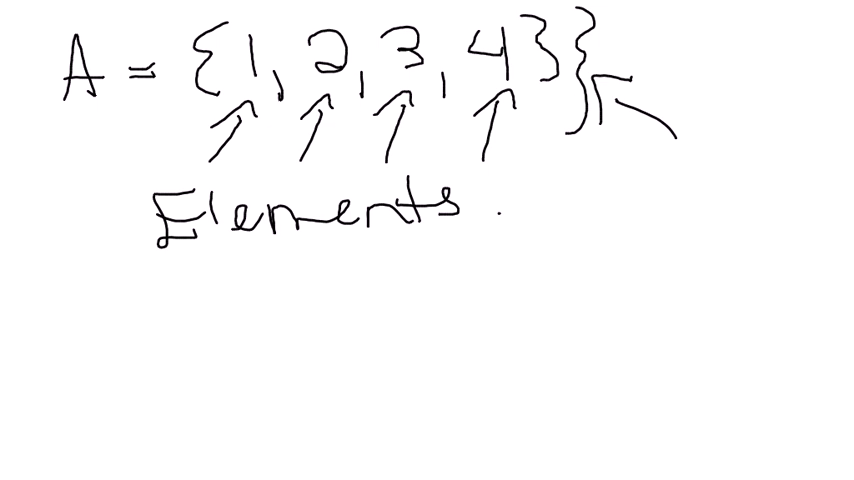 A = {1, 2, 3, 4}}
Elements.